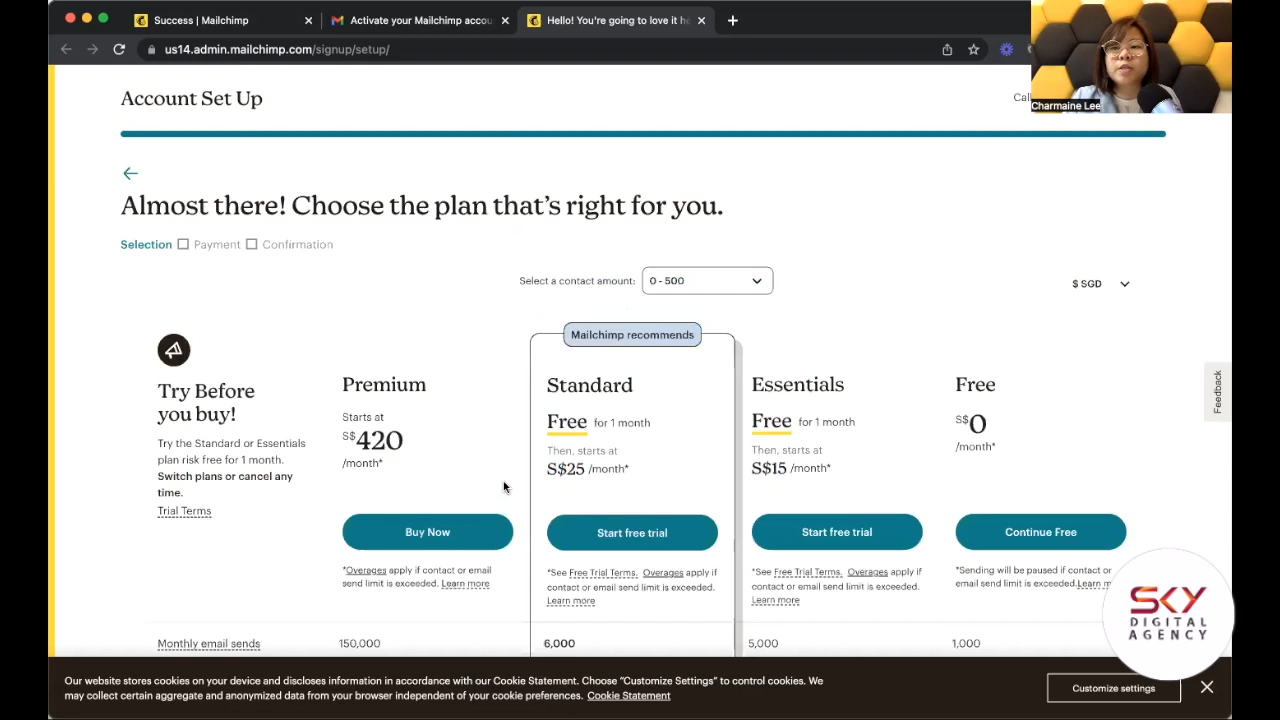 Success | Mailchimp
Activate your Mailchimp accou
Hello! You're going to love it he
us14.admin.mailchimp.com/signup/setup/
Charmaine Lee
Account Set Up
Cal
Almost there! Choose the plan that's right for you.
Selection Payment Confirmation
Select a contact amount: 0 - 500
$ SGD
Mailchimp recommends
Try Before
you buy!
Try the Standard or Essentials
plan risk free for 1 month.
Switch plans or cancel any
time.
Trial Terms
Premium
Starts at
S$420
/month*
Buy Now
*Overages apply if contact or email
send limit is exceeded. Learn more
Standard
Free for 1 month
Then, starts at
S$25 /month*
Start free trial
*See Free Trial Terms. Overages apply if
contact or email send limit is exceeded.
Learn more
Essentials
Free for 1 month
Then, starts at
S$15 /month*
Start free trial
*See Free Trial Terms. Overages apply if
contact or email send limit is exceeded.
Learn more
Free
S$0
/month*
Continue Free
*Sending will be paused if contact or
email send limit is exceeded. Learn m
Feedback
Monthly email sends 150,000 6,000 5,000 1,000
SKY
DIGITAL
AGENCY
Our website stores cookies on your device and discloses information in accordance with our Cookie Statement. Choose "Customize Settings" to control cookies. We
may collect certain aggregate and anonymized data from your browser independent of your cookie preferences. Cookie Statement
Customize settings